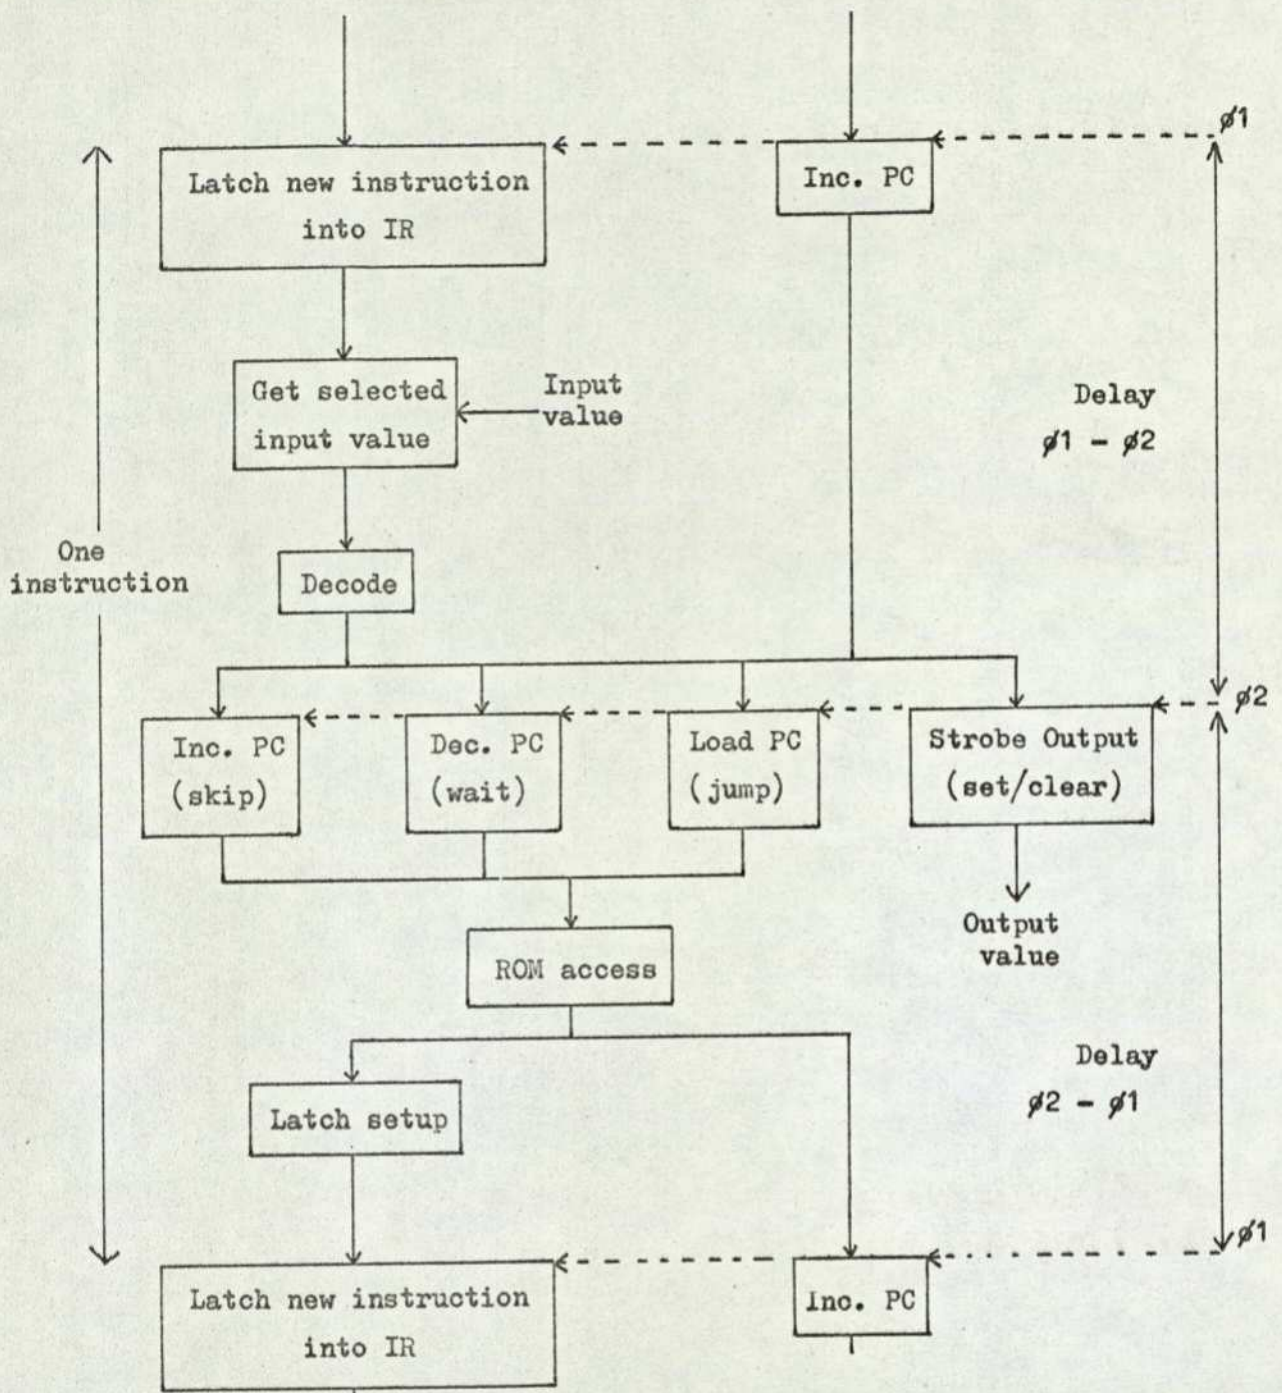 ø1
Latch new instruction
into IR
Inc. PC
Get selected
input value
Input
value
Delay
ø1 - ø2
One
instruction
Decode
ø2
Inc. PC
(skip)
Dec. PC
(wait)
Load PC
(jump)
Strobe Output
(set/clear)
Output
value
ROM access
Delay
ø2 - ø1
Latch setup
ø1
Latch new instruction
into IR
Inc. PC